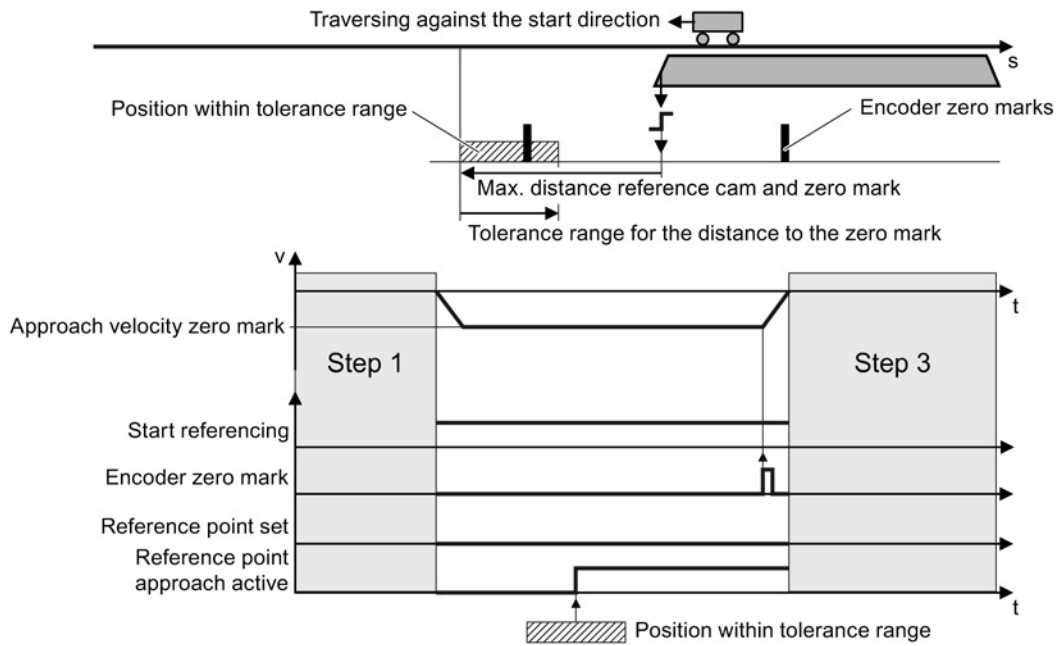 Traversing against the start direction
s
Position within tolerance range
Encoder zero marks
Max. distance reference cam and zero mark
Tolerance range for the distance to the zero mark
v
t
Approach velocity zero mark
Step 1
Step 3
Start referencing
Encoder zero mark
Reference point set
Reference point
approach active
t
Position within tolerance range